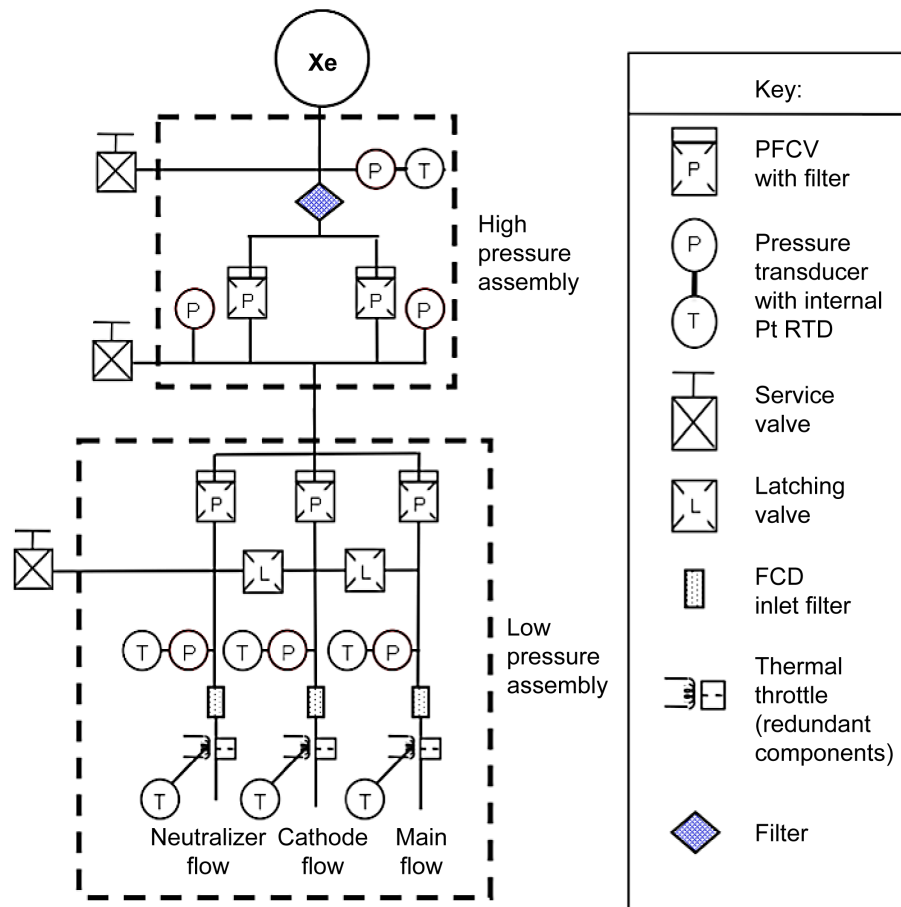 Xe
Key:
P
PFCV
with filter
P
T
High
pressure
assembly
P
P
P
P
P
Pressure
transducer
with internal
Pt RTD
T
Service
valve
P
P
P
L
L
L
Latching
valve
FCD
inlet filter
T
P
T
P
T
P
Low
pressure
assembly
Thermal
throttle
(redundant
components)
T
T
T
Neutralizer
flow
Cathode
flow
Main
flow
Filter